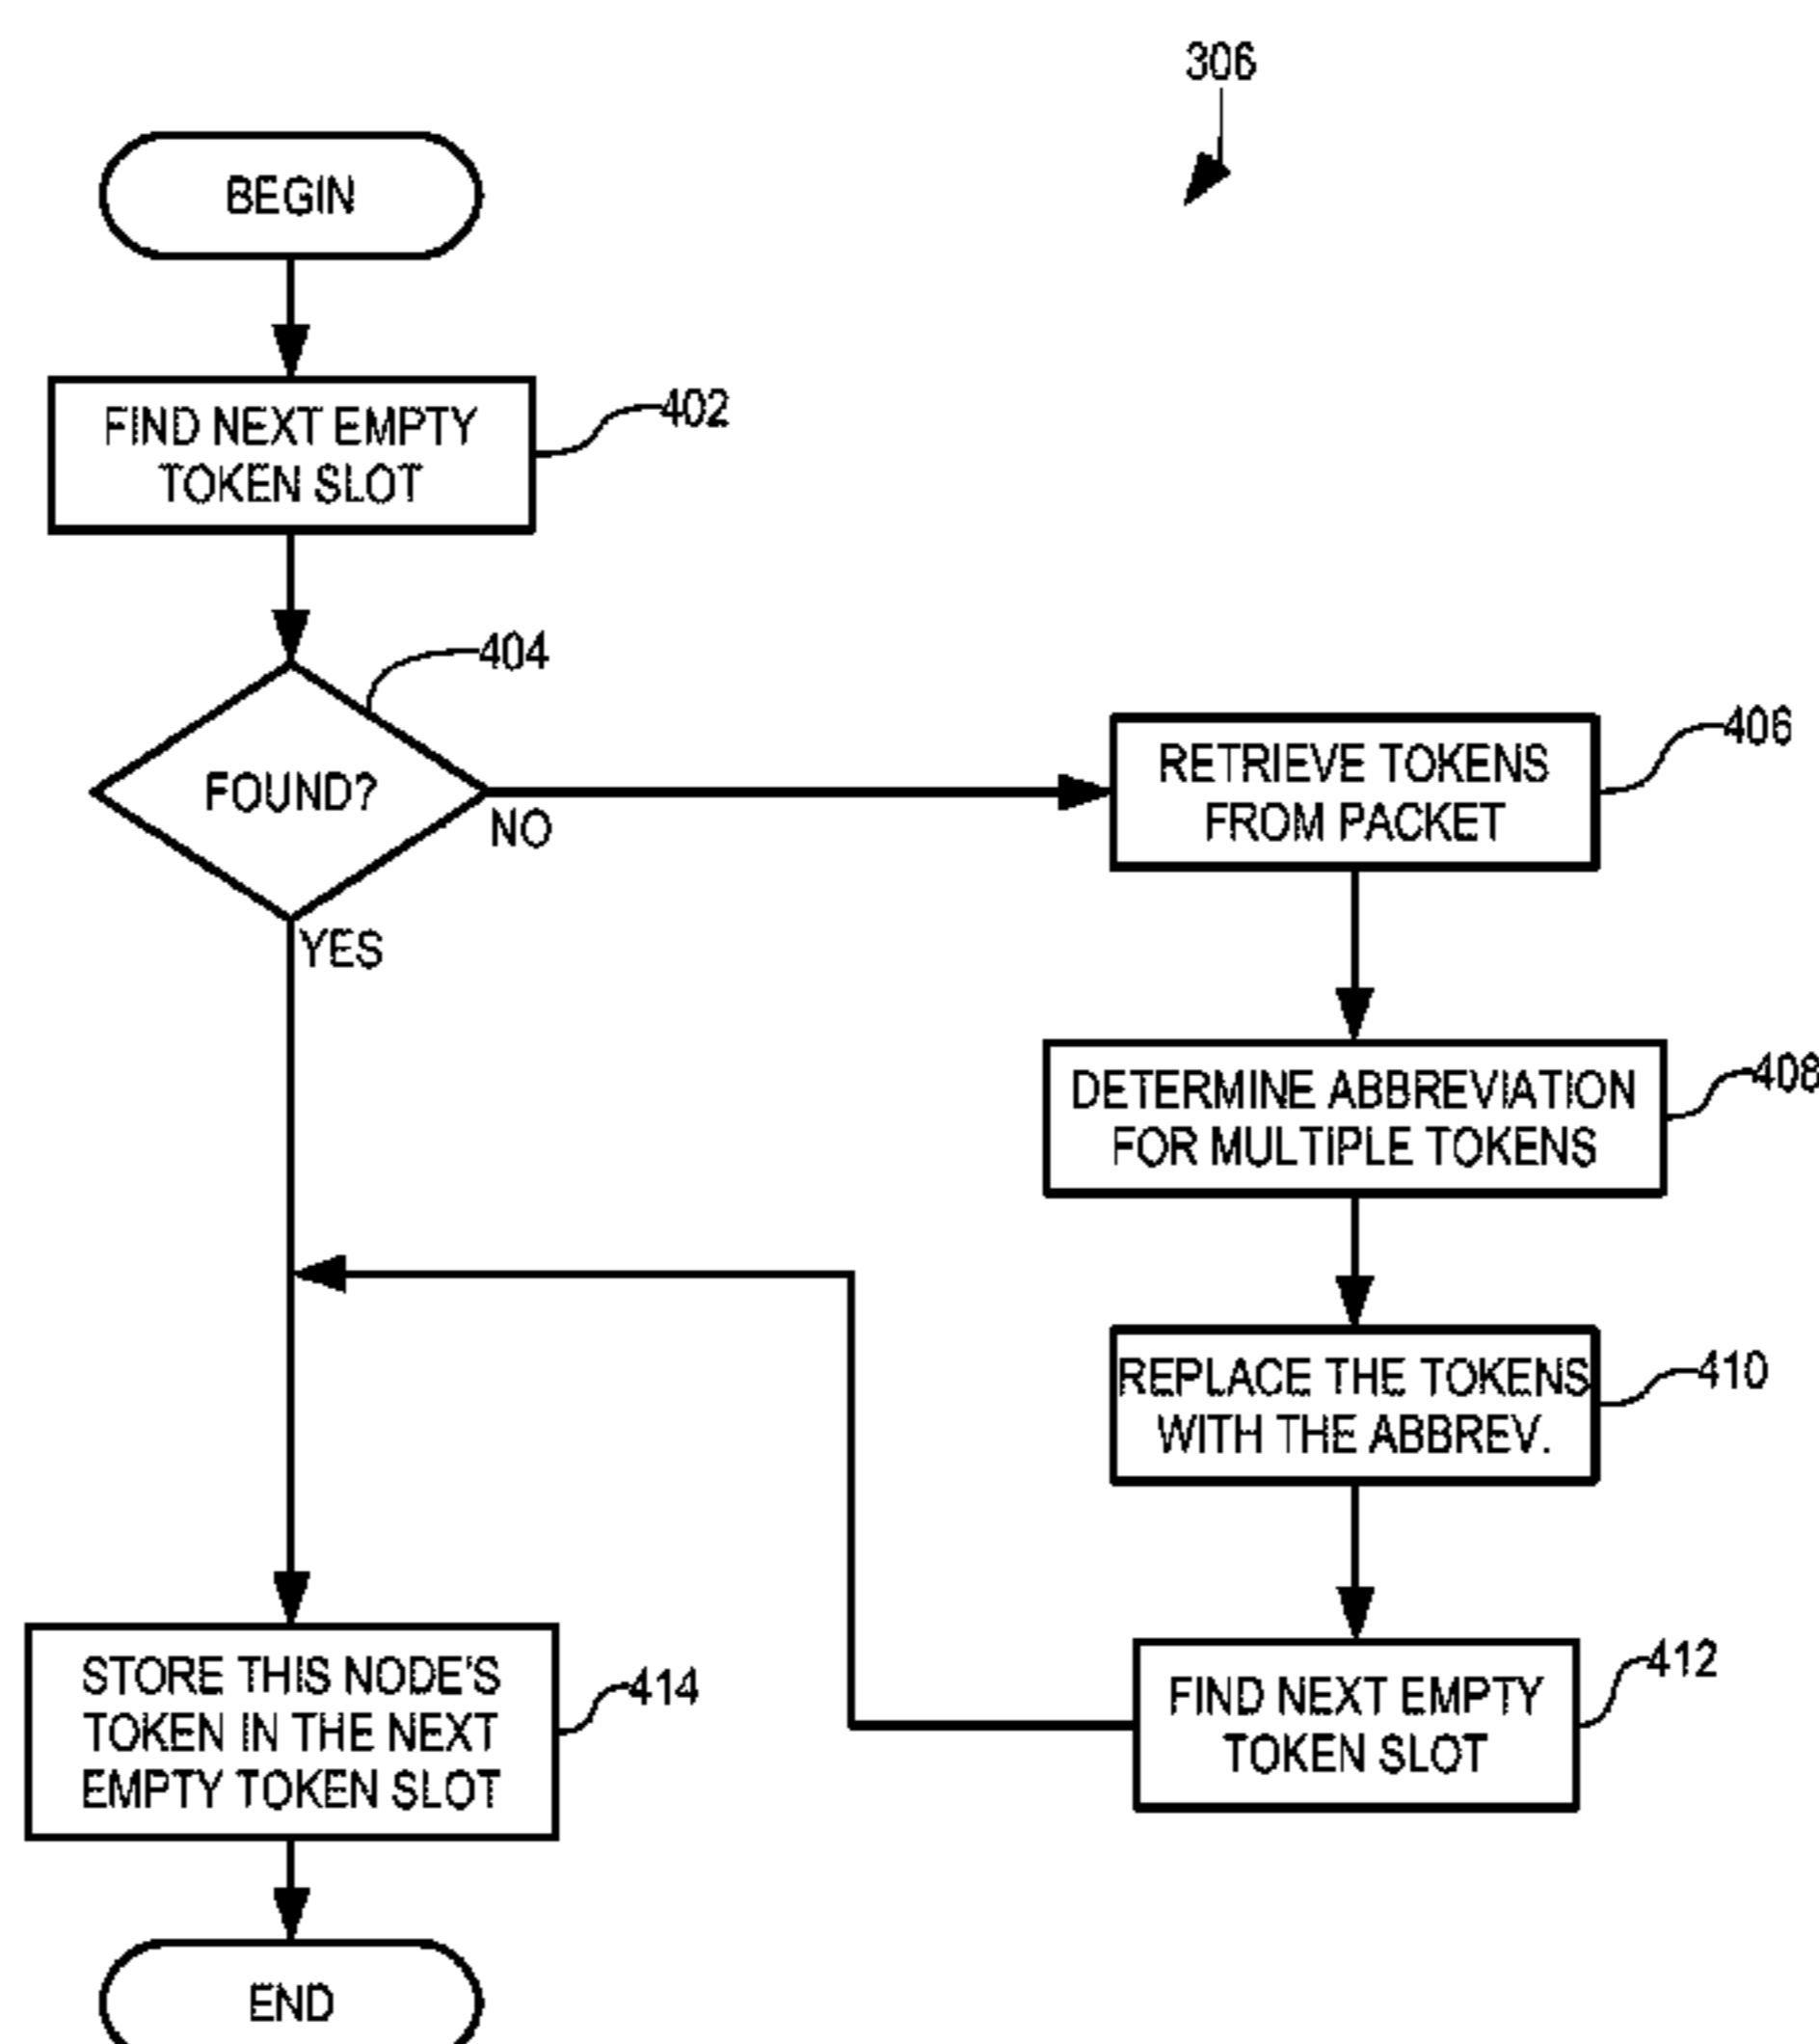 306
BEGIN
FIND NEXT EMPTY
TOKEN SLOT
402
404
FOUND?
NO
YES
RETRIEVE TOKENS
FROM PACKET
406
DETERMINE ABBREVIATION
FOR MULTIPLE TOKENS
408
REPLACE THE TOKENS
WITH THE ABBREV.
410
FIND NEXT EMPTY
TOKEN SLOT
412
STORE THIS NODE'S
TOKEN IN THE NEXT
EMPTY TOKEN SLOT
414
END